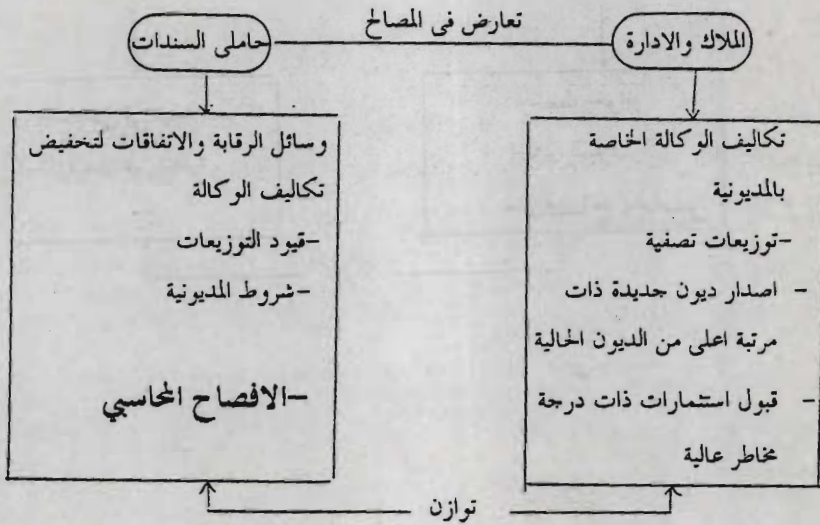 تعارض فى المصالح
الملاك والادارة
حاملى السندات
تكاليف الوكالة الخاصة
بالمديونية
-توزيعات تصفية
- اصدار ديون جديدة ذات
مرتبة اعلى من الديون الحالية
- قبول استثمارات ذات درجة
مخاطر عالية
وسائل الرقابة والاتفاقات لتخفيض
تكاليف الوكالة
-قيود التوزيعات
-شروط المديونية
-الافصاح المحاسبي
توازن